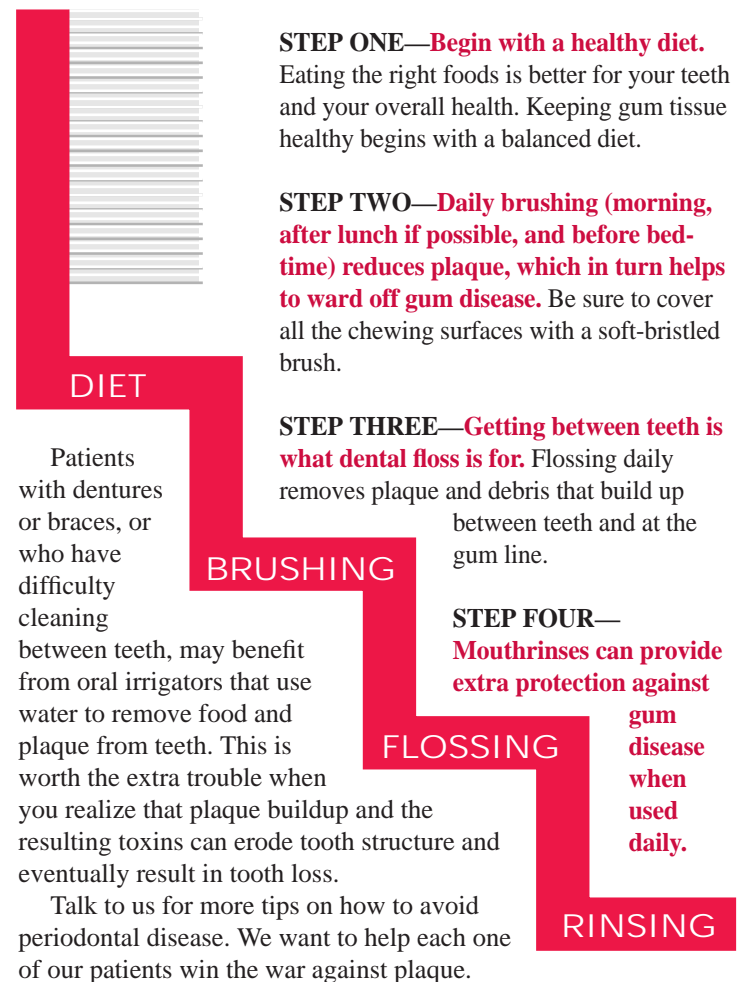 STEP ONE—Begin with a healthy diet.
Eating the right foods is better for your teeth
and your overall health. Keeping gum tissue
healthy begins with a balanced diet.
STEP TWO—Daily brushing (morning,
after lunch if possible, and before bed-
time) reduces plaque, which in turn helps
to ward off gum disease. Be sure to cover
all the chewing surfaces with a soft-bristled
brush.
STEP THREE—Getting between teeth is
what dental floss is for. Flossing daily
removes plaque and debris that build up
between teeth and at the
gum line.
STEP FOUR—
Mouthrinses can provide
extra protection against
gum
disease
when
used
daily.
DIET
BRUSHING
FLOSSING
RINSING
Patients
with dentures
or braces, or
who have
difficulty
cleaning
between teeth, may benefit
from oral irrigators that use
water to remove food and
plaque from teeth. This is
worth the extra trouble when
you realize that plaque buildup and the
resulting toxins can erode tooth structure and
eventually result in tooth loss.
Talk to us for more tips on how to avoid
periodontal disease. We want to help each one
of our patients win the war against plaque.